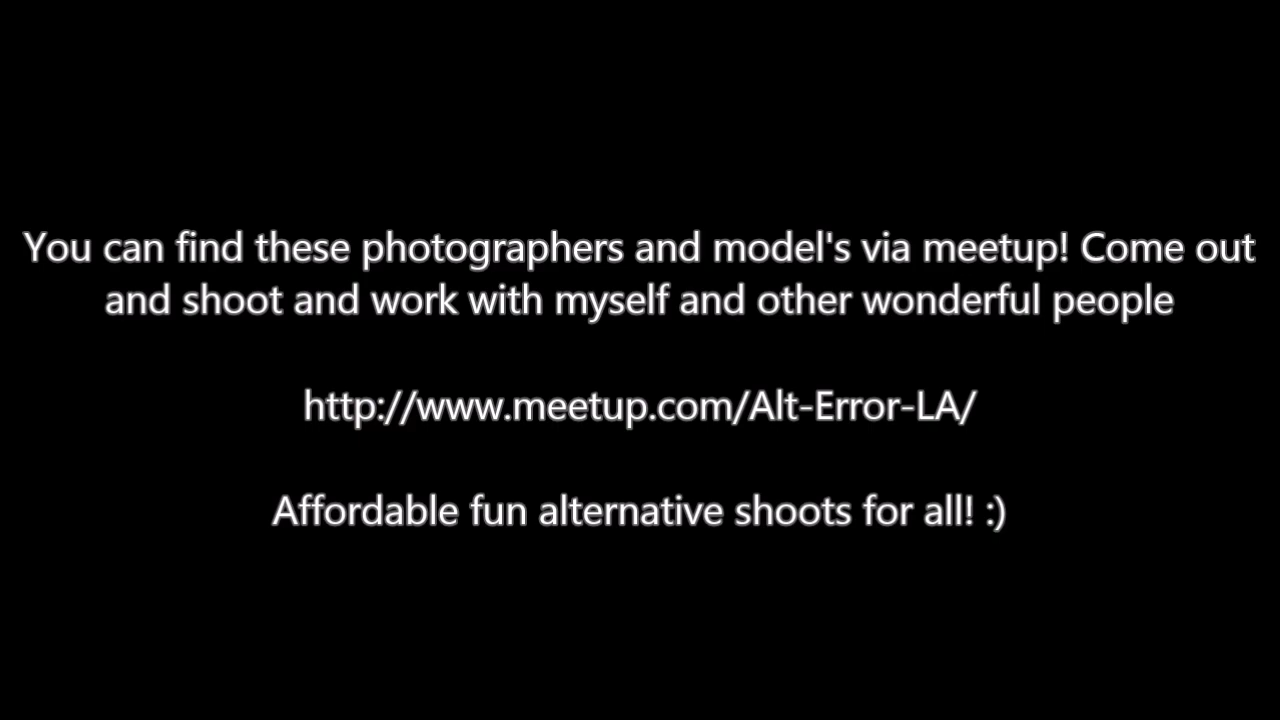 You can find these photographers and model's via meetup! Come out
and shoot and work with myself and other wonderful people
http://www.meetup.com/Alt-Error-LA/
Affordable fun alternative shoots for all! :)